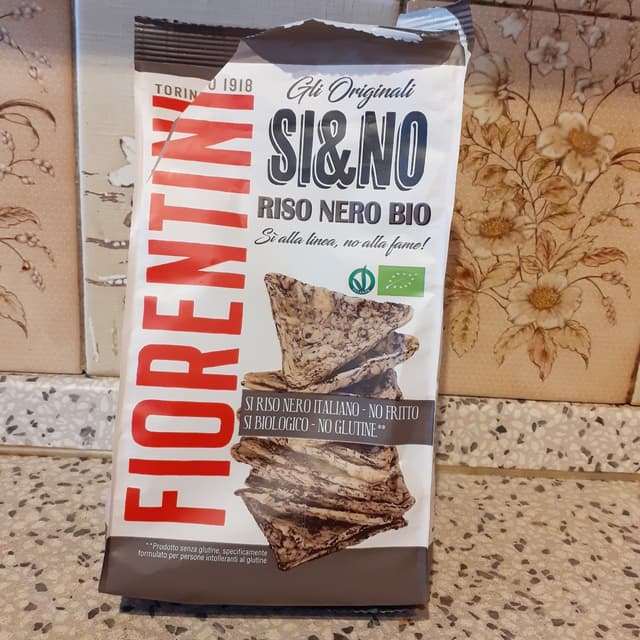 TORINO 1918
FIORENTINI
Gli Originali
SI&NO
RISO NERO BIO
Sì alla linea, no alla fame!
SI RISO NERO ITALIANO - NO FRITTO
SI BIOLOGICO - NO GLUTINE**
**Prodotto senza glutine, specificamente
formulato per persone intolleranti al glutine